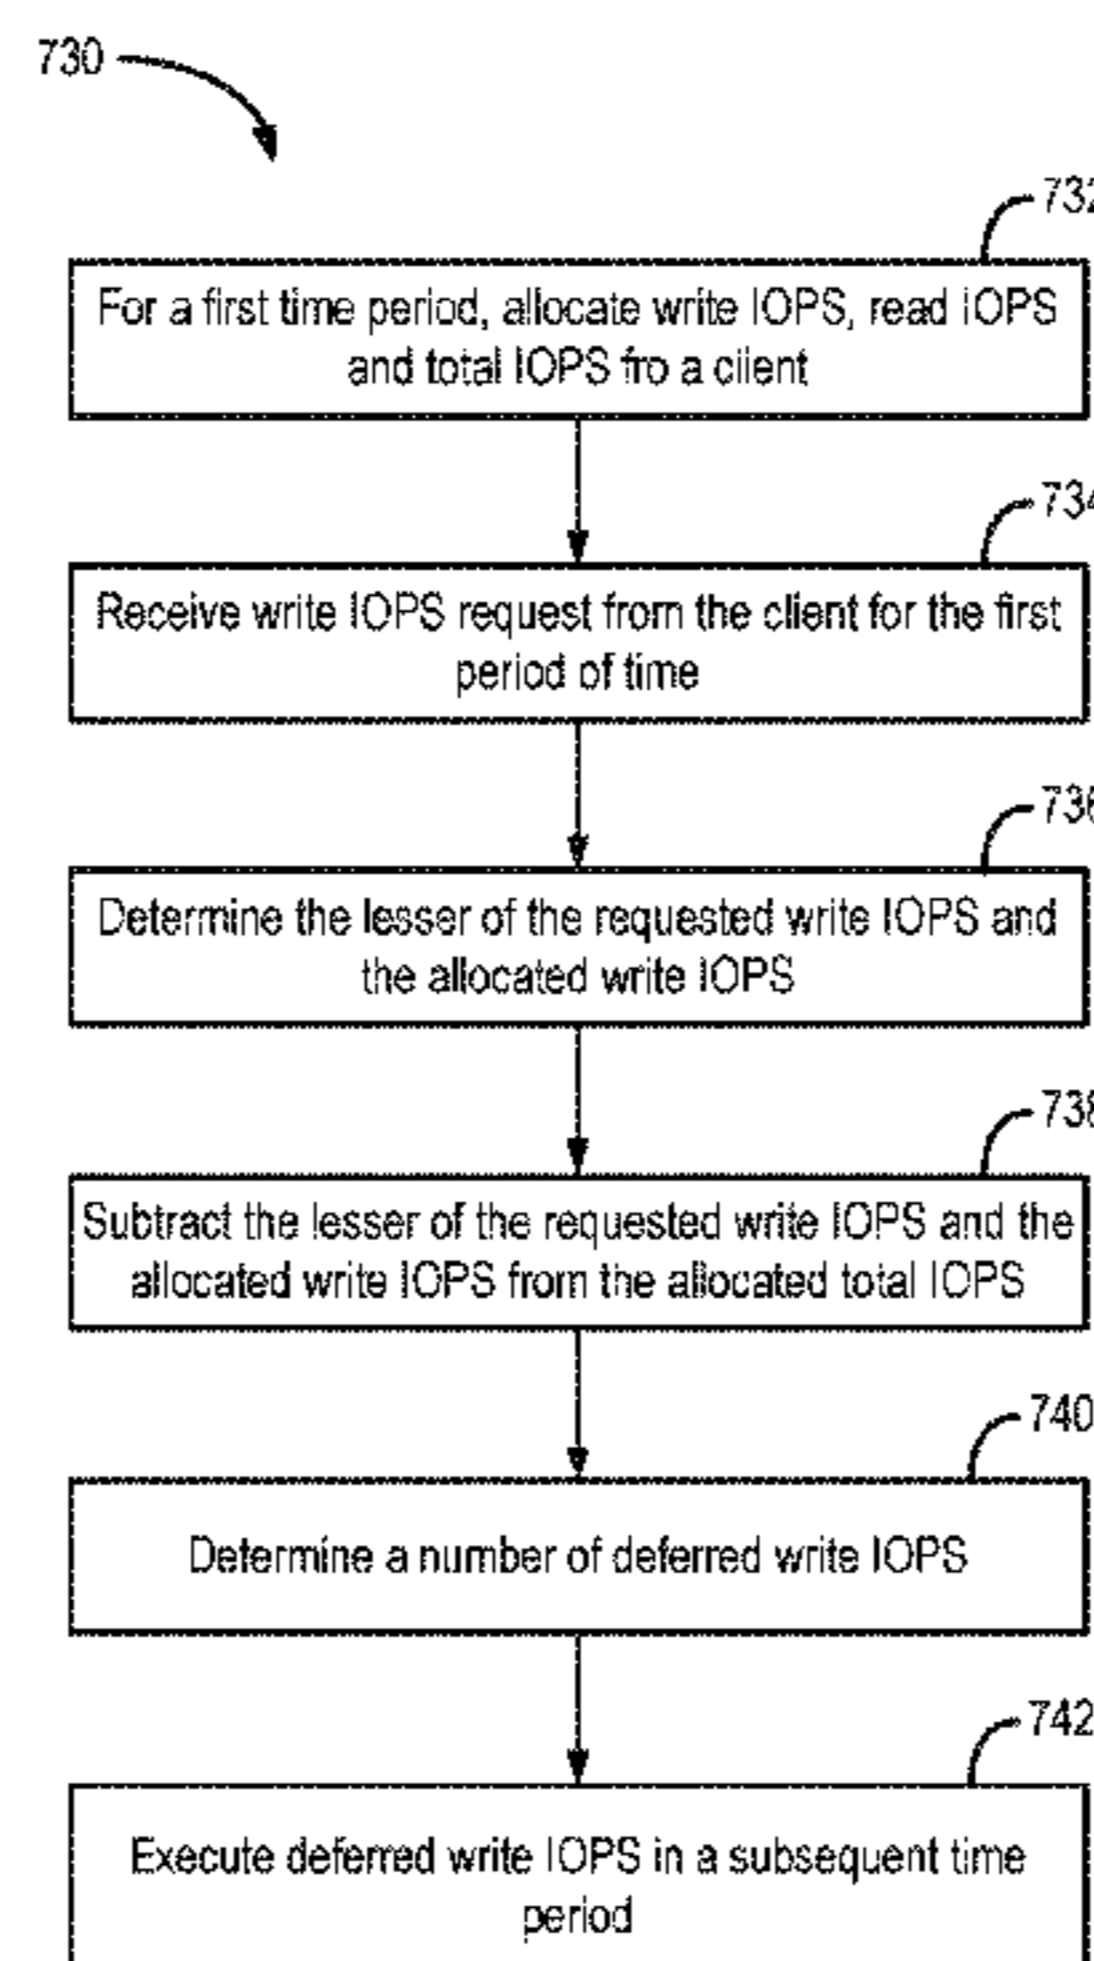 730
732
For a first time period, allocate write IOPS, read IOPS
and total IOPS fro a client
734
Receive write IOPS request from the client for the first
period of time
736
Determine the lesser of the requested write IOPS and
the allocated write IOPS
738
Subtract the lesser of the requested write IOPS and the
allocated write IOPS from the allocated total IOPS
740
Determine a number of deferred write IOPS
742
Execute deferred write IOPS in a subsequent time
period